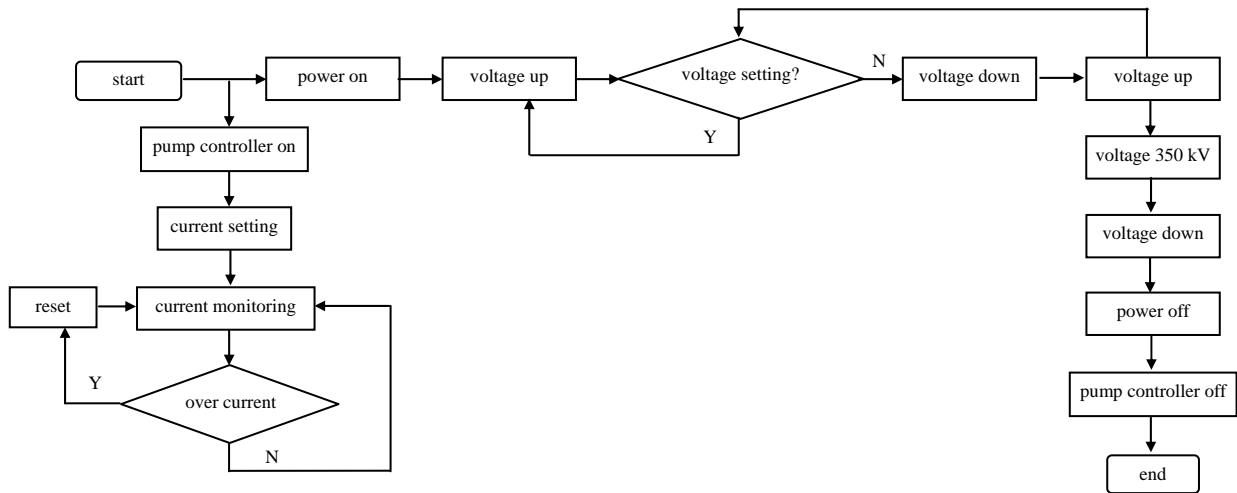 start
power on
voltage up
voltage setting?
N
voltage down
voltage up
Y
pump controller on
voltage 350 kV
current setting
voltage down
reset
current monitoring
power off
Y
over current
pump controller off
N
end